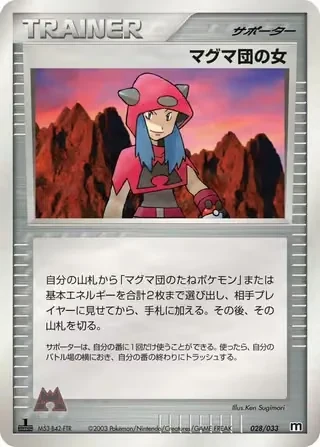 TRAINER サポーター
マグマ団の女
自分の山札から「マグマ団のたねポケモン」または
基本エネルギーを合計2枚まで選び出し、相手プ
レイヤーに見せてから、手札に加える。その後、その
山札を切る。
サポーターは、自分の番に1回だけ使うことができる。使ったら、自分の
バトル場の横におき、自分の番の終わりにトラッシュする。
Illus.Ken Sugimori
1 MS3 B42-FTR ©2003 Pokémon/Nintendo/Creatures/GAME FREAK 028/033 m